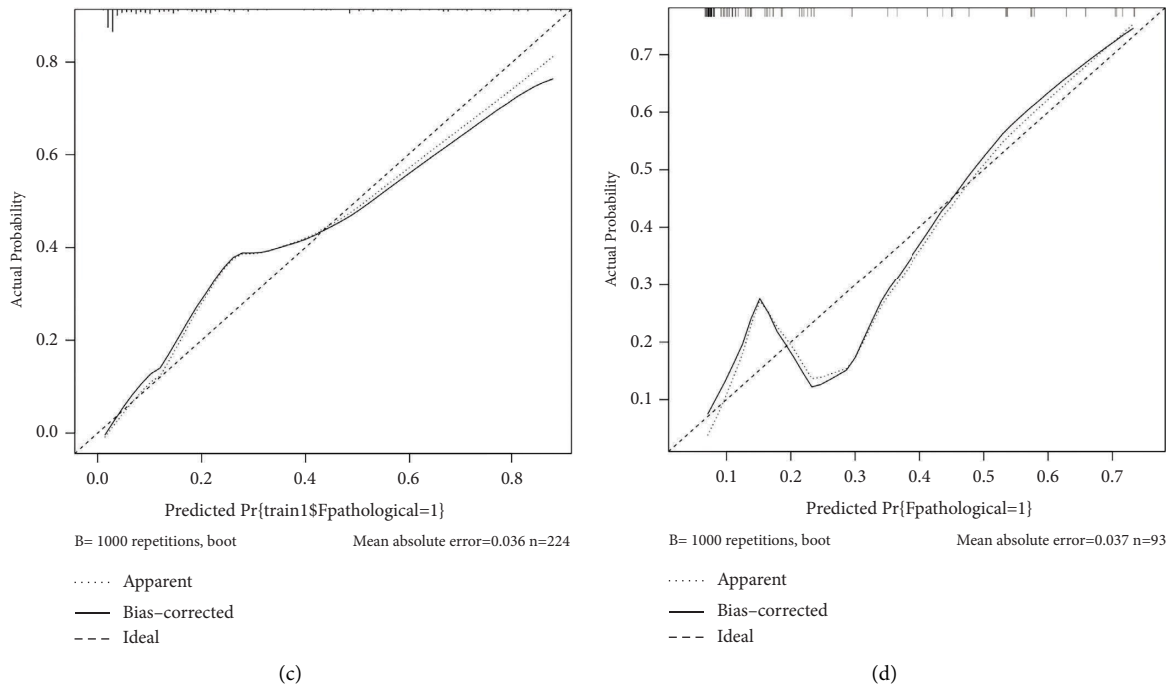 0.8
0.6
0.4
0.2
0.0
Actual Probability
0.0 0.2 0.4 0.6 0.8
Predicted Pr{train1$Fpathological=1}
B= 1000 repetitions, boot Mean absolute error=0.036 n=224
Apparent
Bias–corrected
Ideal
(c)
0.7
0.6
0.5
0.4
0.3
0.2
0.1
Actual Probability
0.1 0.2 0.3 0.4 0.5 0.6 0.7
Predicted Pr{Fpathological=1}
B= 1000 repetitions, boot Mean absolute error=0.037 n=93
Apparent
Bias–corrected
Ideal
(d)